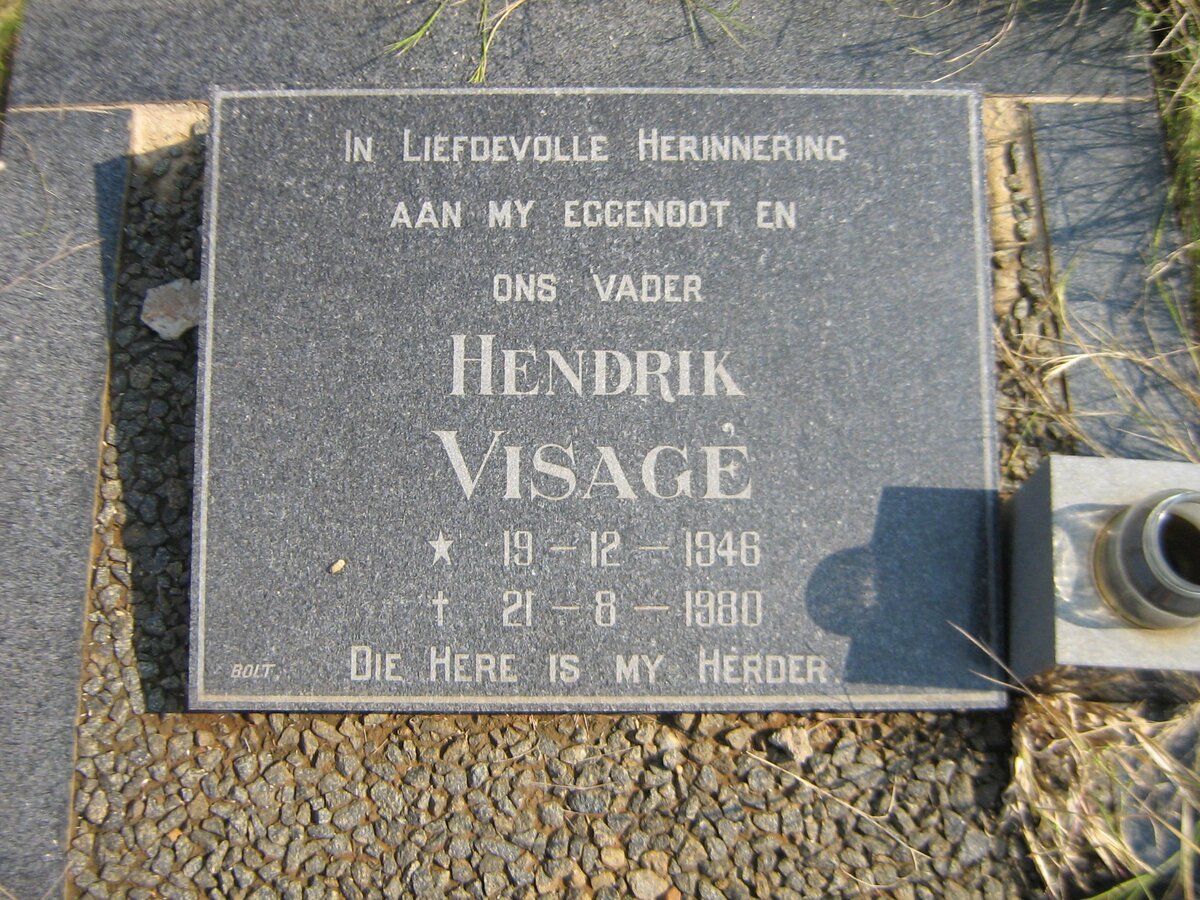 In Liefdevolle Herinnering
aan my eggenoot en
ons vader
Hendrik
Visagé
★ 19 – 12 – 1946
† 21 – 8 – 1980
Die Here is my Herder.
Bolt.